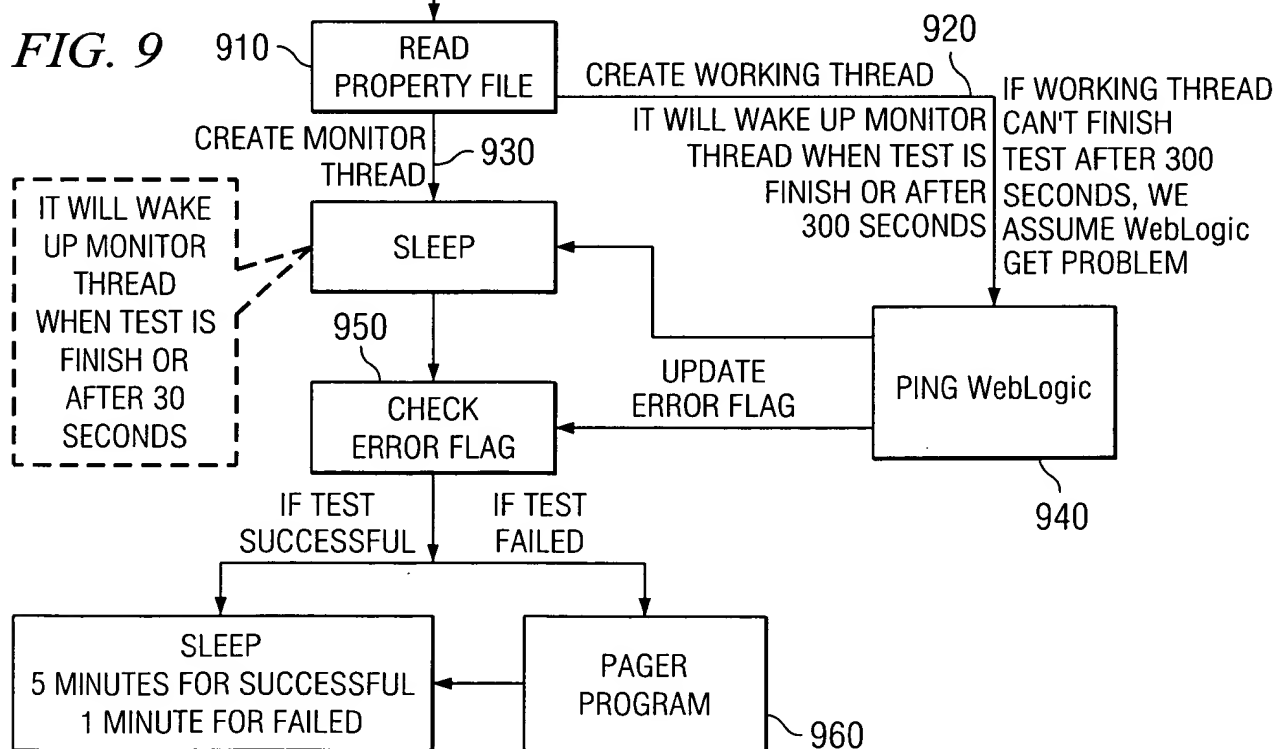 FIG. 9
910
READ
PROPERTY FILE
920
CREATE WORKING THREAD
IT WILL WAKE UP MONITOR
THREAD WHEN TEST IS
FINISH OR AFTER
300 SECONDS
IF WORKING THREAD
CAN'T FINISH
TEST AFTER 300
SECONDS, WE
ASSUME WebLogic
GET PROBLEM
CREATE MONITOR
THREAD
930
IT WILL WAKE
UP MONITOR
THREAD
WHEN TEST IS
FINISH OR
AFTER 30
SECONDS
SLEEP
950
CHECK
ERROR FLAG
UPDATE
ERROR FLAG
PING WebLogic
940
IF TEST
SUCCESSFUL
IF TEST
FAILED
SLEEP
5 MINUTES FOR SUCCESSFUL
1 MINUTE FOR FAILED
PAGER
PROGRAM
960